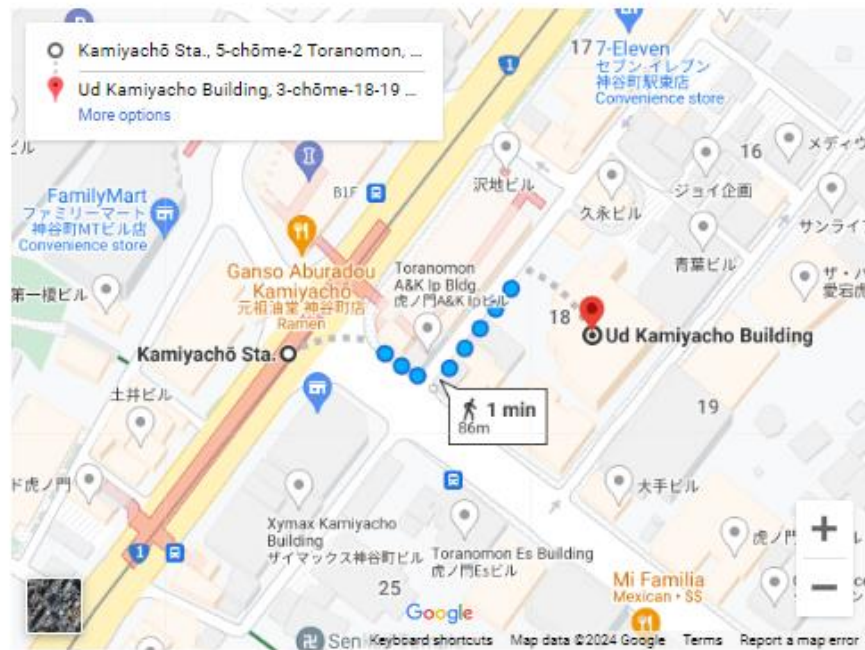 Kamiyachō Sta., 5-chōme-2 Toranomon, ...
Ud Kamiyacho Building, 3-chōme-18-19 ...
More options
1
17
7-Eleven
セブン-イレブン
神谷町駅東店
Convenience store
16
メディ
沢地ビル
ジョイ企画
久永ビル
サンライ
青葉ビル
B1F
FamilyMart
ファミリーマート
神谷町MTビル店
Convenience store
第一榎ビル
Ganso Aburadou
Kamiyachō
元祖油堂 神谷町店
Ramen
Toranomon
A&K Ip Bldg.
虎ノ門A&K Ipビル
ザ・パ
愛宕虎
18
Ud Kamiyacho Building
Kamiyachō Sta.
土井ビル
1 min
86m
19
ド虎ノ門
大手ビル
1
Xymax Kamiyacho
Building
ザイマックス神谷町ビル
Toranomon Es Building
虎ノ門Esビル
虎ノ門
25
Mi Familia
Mexican • $$
+
−
Google
Sen
Keyboard shortcuts
Map data ©2024 Google
Terms
Report a map error